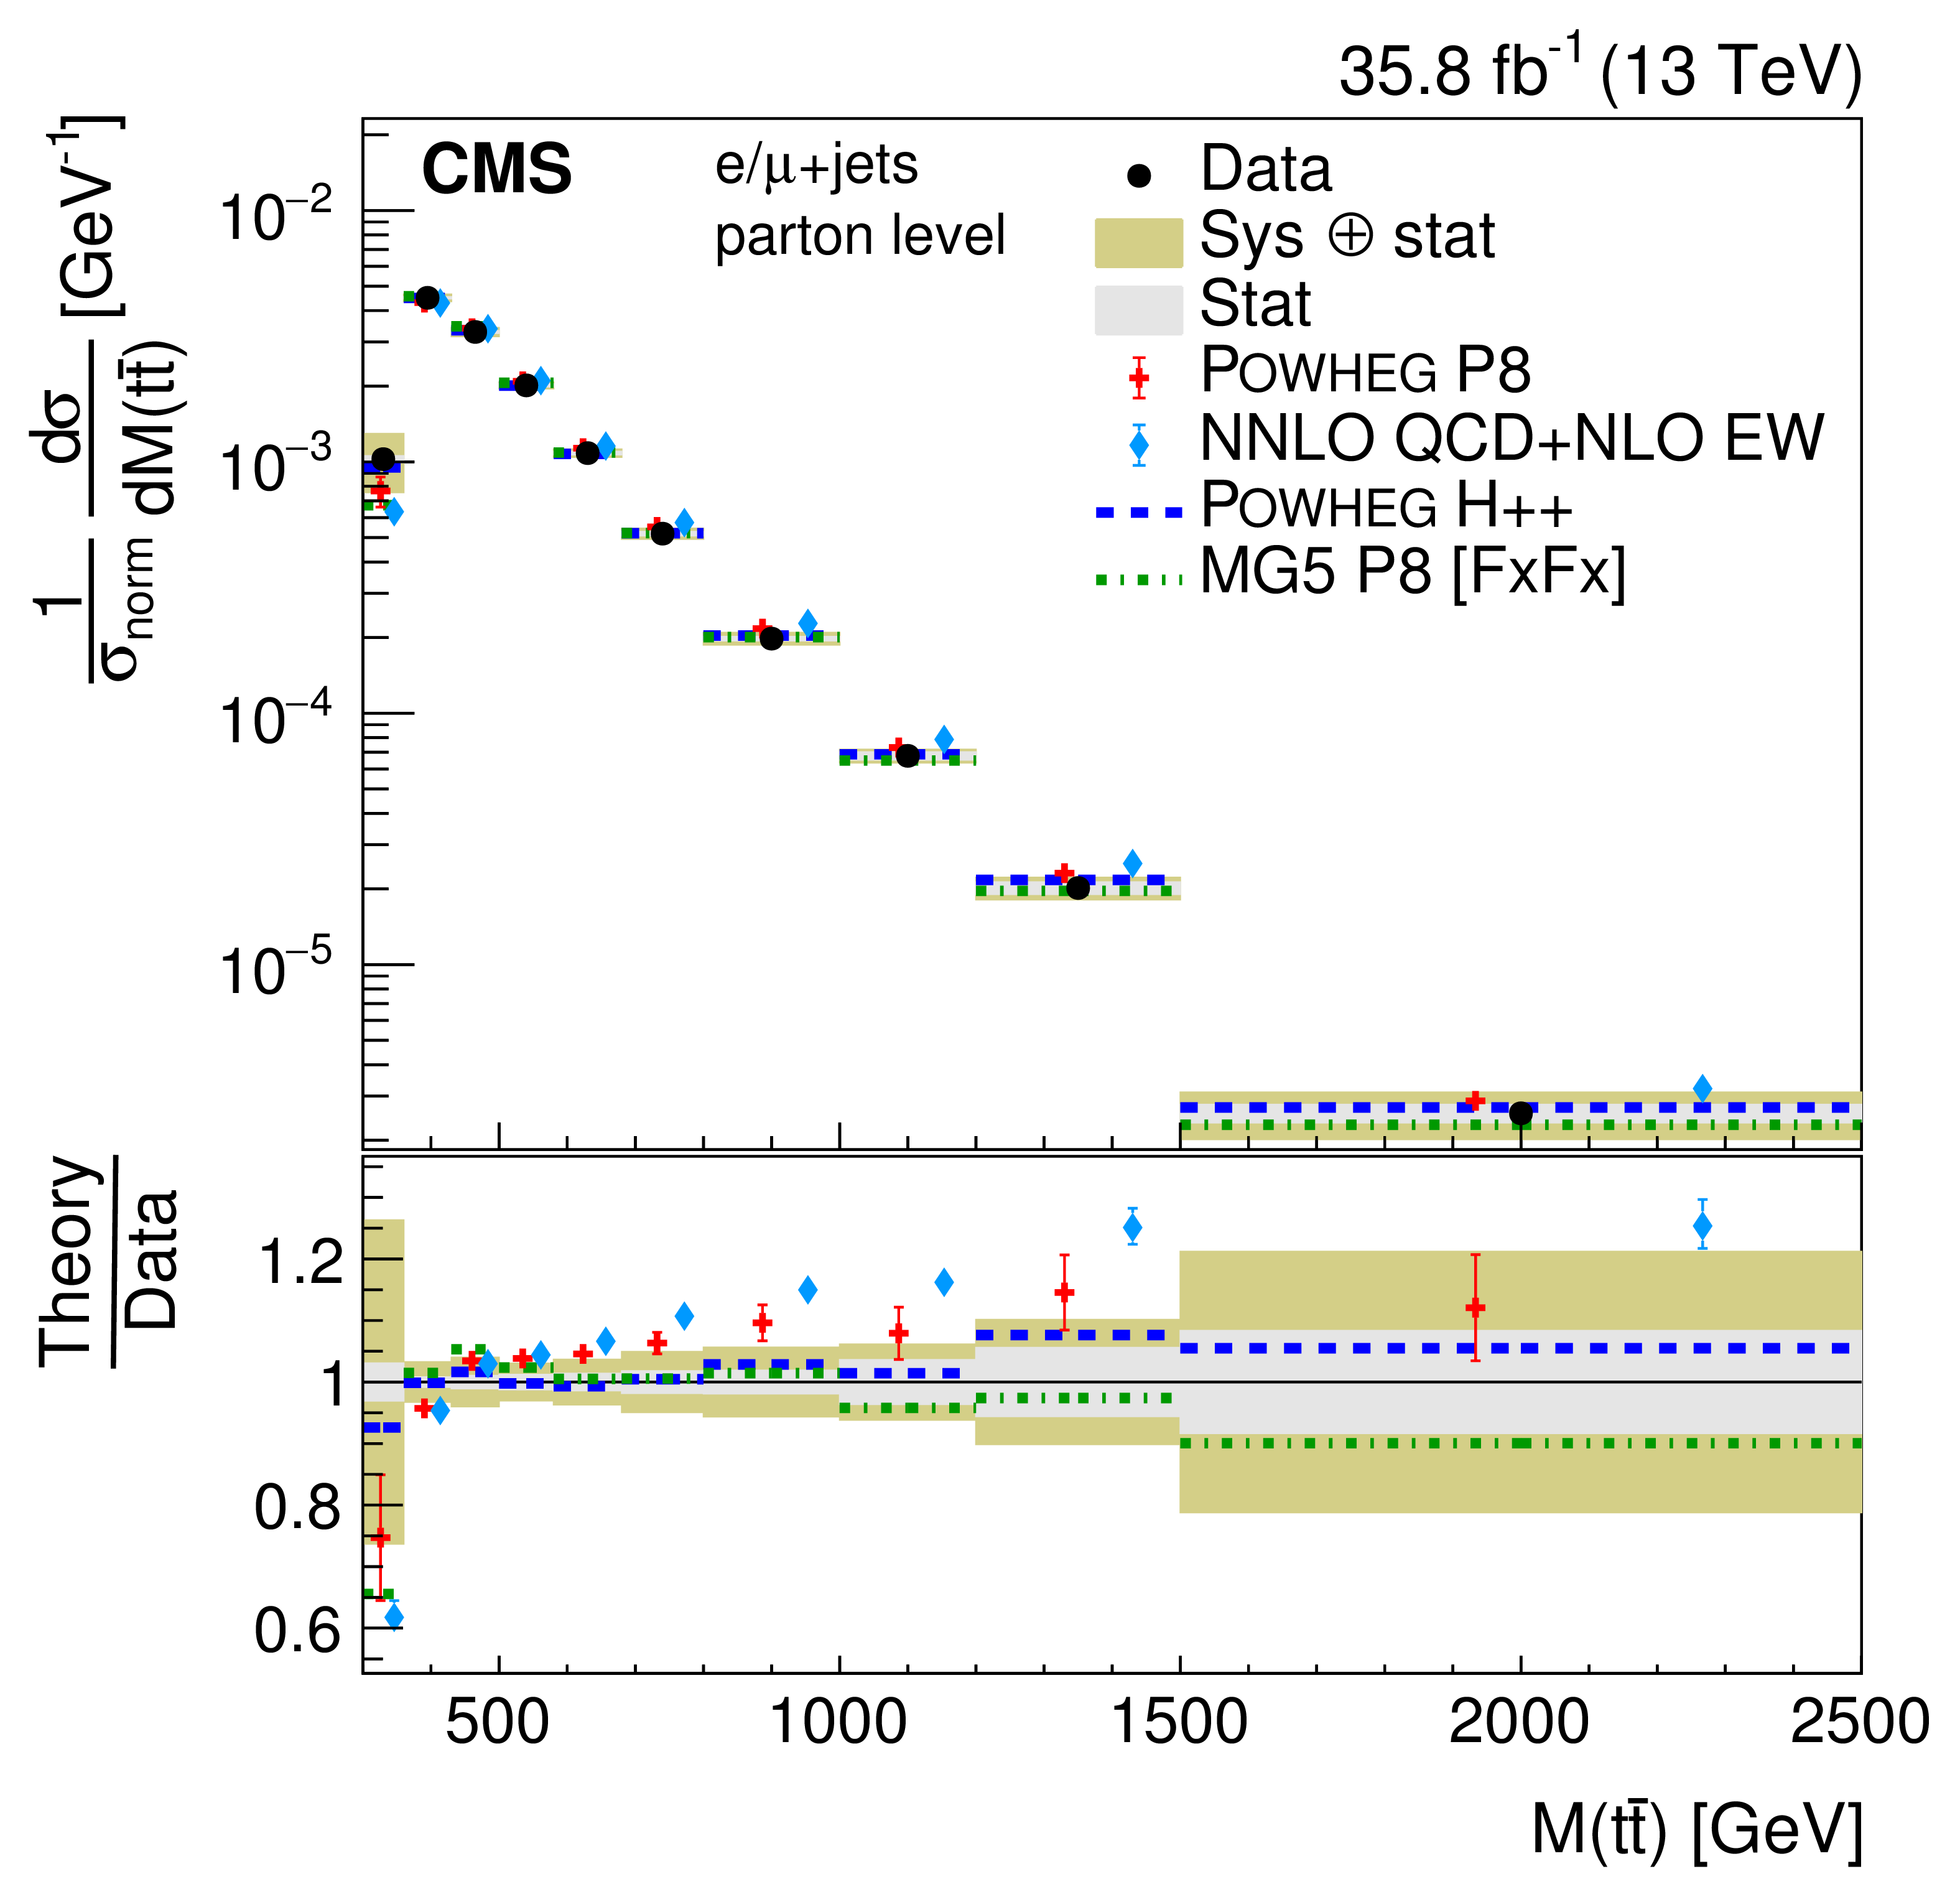 35.8 fb⁻¹ (13 TeV)
CMS
e/μ+jets
parton level
Data
Sys ⊕ stat
Stat
POWHEG P8
NNLO QCD+NLO EW
POWHEG H++
MG5 P8 [FxFx]
1/σnorm dσ/dM(tt̄) [GeV⁻¹]
10⁻²
10⁻³
10⁻⁴
10⁻⁵
Theory
Data
1.2
1
0.8
0.6
500 1000 1500 2000 2500
M(tt̄) [GeV]